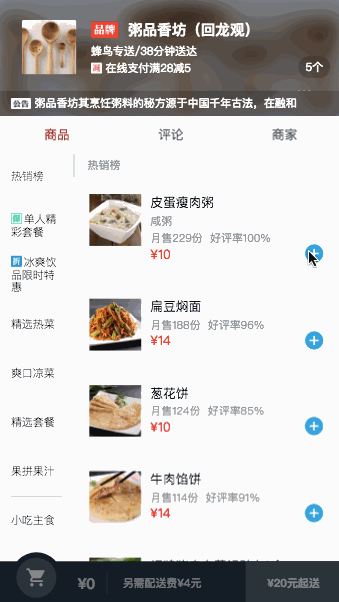 品牌 粥品香坊（回龙观）
蜂鸟专送/38分钟送达
减 在线支付满28减5
5个
公告 粥品香坊其烹饪粥料的秘方源于中国千年古法，在融和
商品 评论 商家
热销榜
单人精
彩套餐
折 冰爽饮
品限时特
惠
精选热菜
爽口凉菜
精选套餐
果拼果汁
小吃主食
热销榜
皮蛋瘦肉粥
咸粥
月售229份 好评率100%
¥10
扁豆焖面
月售188份 好评率96%
¥14
葱花饼
月售124份 好评率85%
¥10
牛肉馅饼
月售114份 好评率91%
¥14
¥0
另需配送费¥4元
¥20元起送